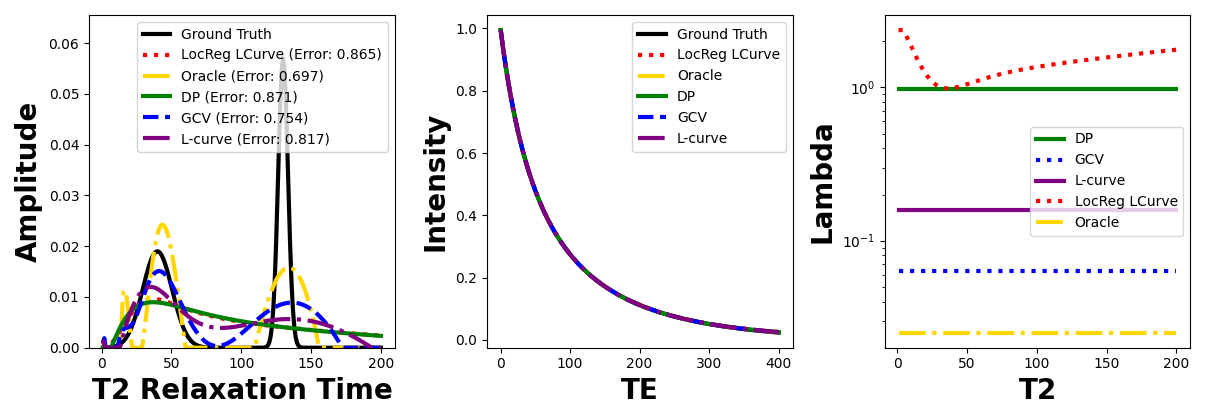 Amplitude
0.06
0.05
0.04
0.03
0.02
0.01
0.00
0
50
100
150
200
T2 Relaxation Time
Ground Truth
LocReg LCurve (Error: 0.865)
Oracle (Error: 0.697)
DP (Error: 0.871)
GCV (Error: 0.754)
L-curve (Error: 0.817)
Intensity
1.0
0.8
0.6
0.4
0.2
0.0
0
100
200
300
400
TE
Ground Truth
LocReg LCurve
Oracle
DP
GCV
L-curve
Lambda
10⁰
10⁻¹
0
50
100
150
200
T2
DP
GCV
L-curve
LocReg LCurve
Oracle